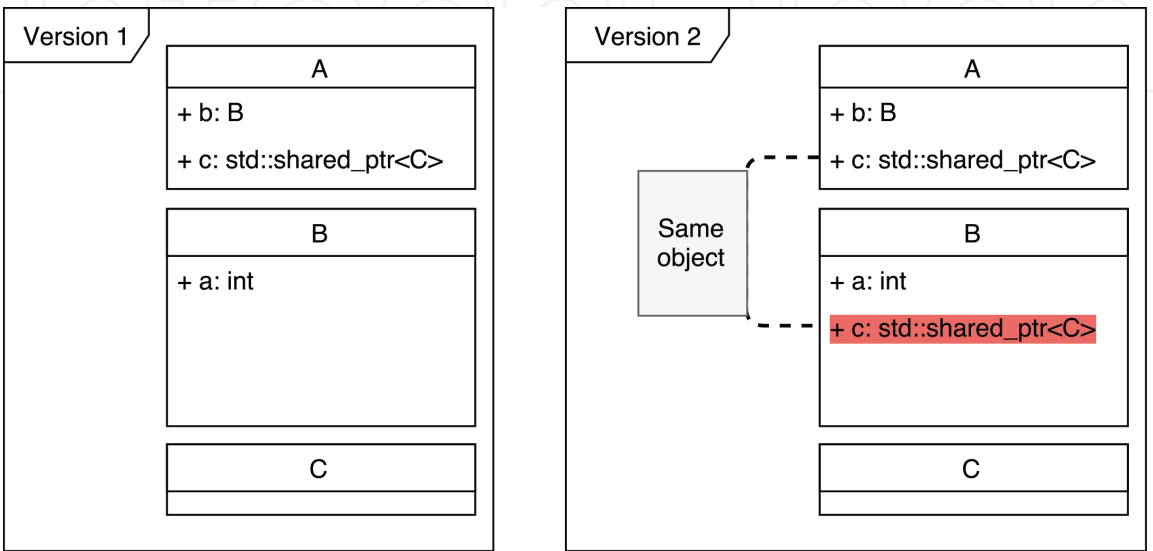 Version 1
A
+ b: B
+ c: std::shared_ptr<C>
B
+ a: int
C
Version 2
A
+ b: B
+ c: std::shared_ptr<C>
Same
object
B
+ a: int
+ c: std::shared_ptr<C>
C